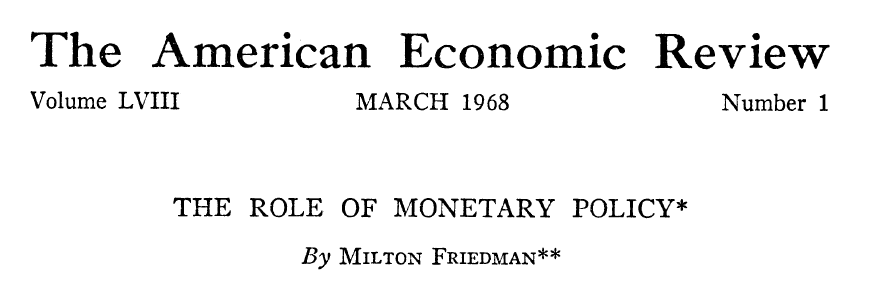 The American Economic Review
Volume LVIII MARCH 1968 Number 1
THE ROLE OF MONETARY POLICY*
By MILTON FRIEDMAN**